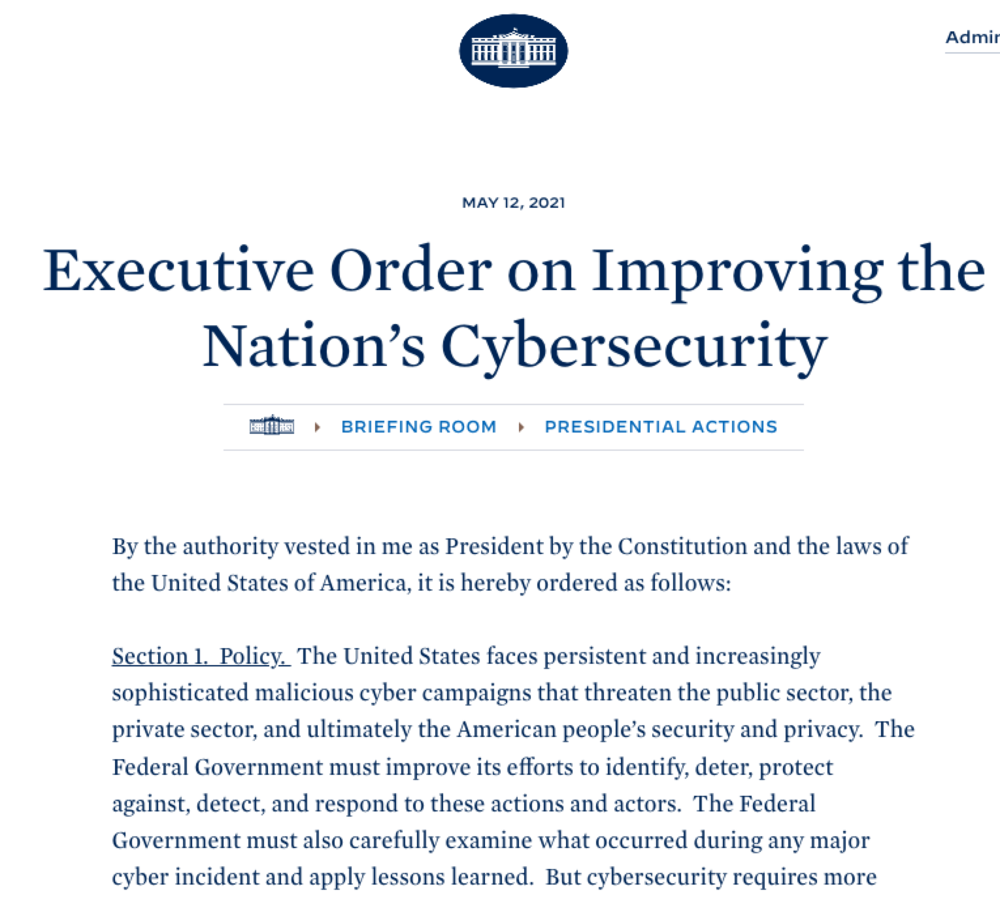 Admin
MAY 12, 2021
Executive Order on Improving the
Nation’s Cybersecurity
BRIEFING ROOM
PRESIDENTIAL ACTIONS
By the authority vested in me as President by the Constitution and the laws of
the United States of America, it is hereby ordered as follows:
Section 1.  Policy.  The United States faces persistent and increasingly
sophisticated malicious cyber campaigns that threaten the public sector, the
private sector, and ultimately the American people’s security and privacy.  The
Federal Government must improve its efforts to identify, deter, protect
against, detect, and respond to these actions and actors.  The Federal
Government must also carefully examine what occurred during any major
cyber incident and apply lessons learned.  But cybersecurity requires more